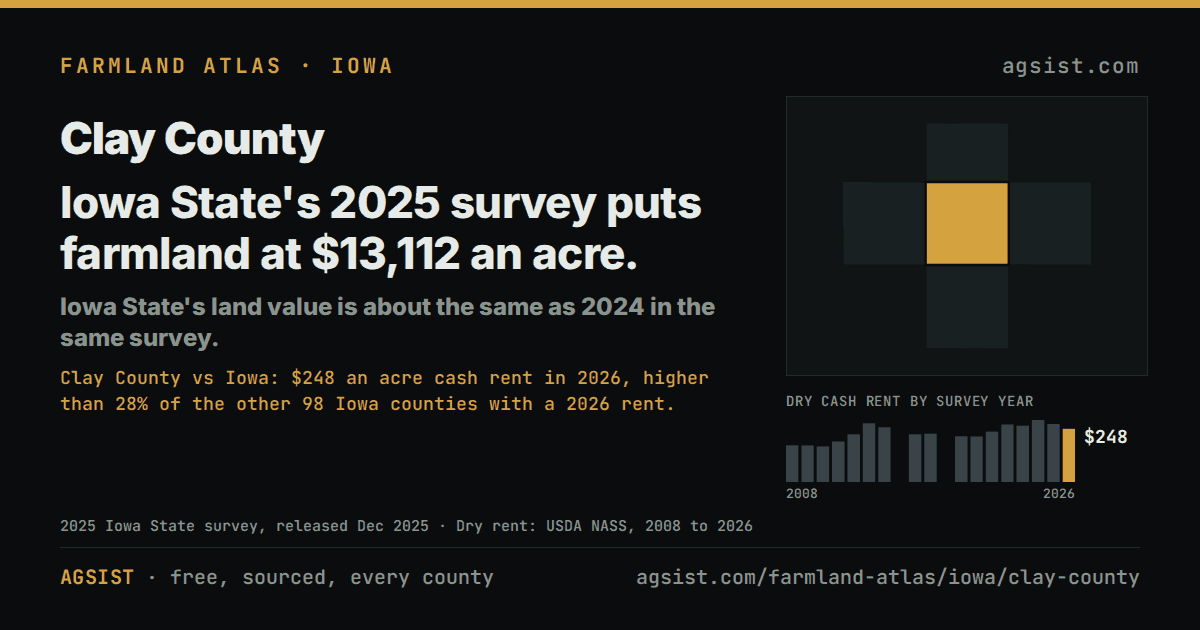 FARMLAND ATLAS · IOWA
agsist.com
Clay County
Iowa State's 2025 survey puts
farmland at $13,112 an acre.
Iowa State's land value is about the same as 2024 in the
same survey.
Clay County vs Iowa: $248 an acre cash rent in 2026, higher
than 28% of the other 98 Iowa counties with a 2026 rent.
DRY CASH RENT BY SURVEY YEAR
$248
2008
2026
2025 Iowa State survey, released Dec 2025 · Dry rent: USDA NASS, 2008 to 2026
AGSIST · free, sourced, every county
agsist.com/farmland-atlas/iowa/clay-county